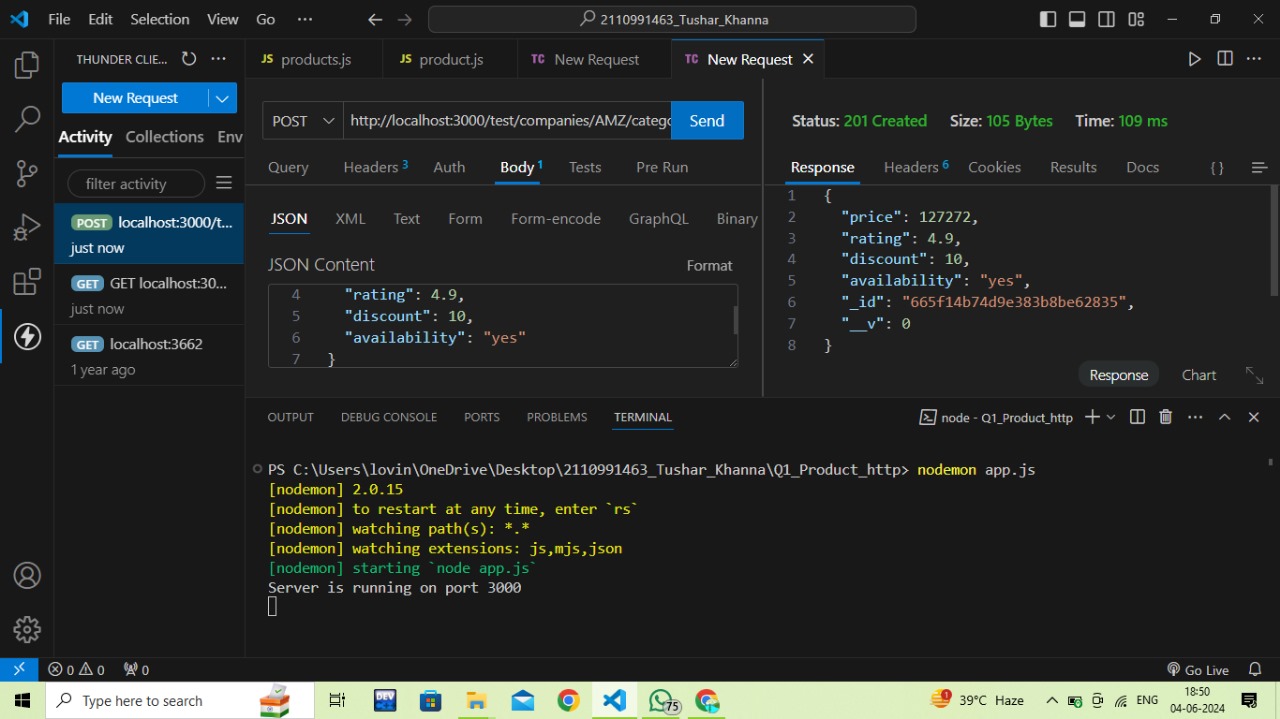 File Edit Selection View Go ··· 2110991463_Tushar_Khanna
THUNDER CLIE... ···
New Request
Activity Collections Env
filter activity
POST localhost:3000/t...
just now
GET GET localhost:30...
just now
GET localhost:3662
1 year ago
JS products.js JS product.js TC New Request TC New Request
POST http://localhost:3000/test/companies/AMZ/catego Send
Query Headers 3 Auth Body 1 Tests Pre Run
JSON XML Text Form Form-encode GraphQL Binary
JSON Content Format
4 "rating": 4.9,
5 "discount": 10,
6 "availability": "yes"
7 }
Status: 201 Created Size: 105 Bytes Time: 109 ms
Response Headers 6 Cookies Results Docs { }
1 {
2 "price": 127272,
3 "rating": 4.9,
4 "discount": 10,
5 "availability": "yes",
6 "_id": "665f14b74d9e383b8be62835",
7 "__v": 0
8 }
Response Chart
OUTPUT DEBUG CONSOLE PORTS PROBLEMS TERMINAL node - Q1_Product_http
PS C:\Users\lovin\OneDrive\Desktop\2110991463_Tushar_Khanna\Q1_Product_http> nodemon app.js
[nodemon] 2.0.15
[nodemon] to restart at any time, enter `rs`
[nodemon] watching path(s): *.*
[nodemon] watching extensions: js,mjs,json
[nodemon] starting `node app.js`
Server is running on port 3000
0 0 0 Go Live
Type here to search DEV 75 1 39°C Haze ENG 18:50
04-06-2024